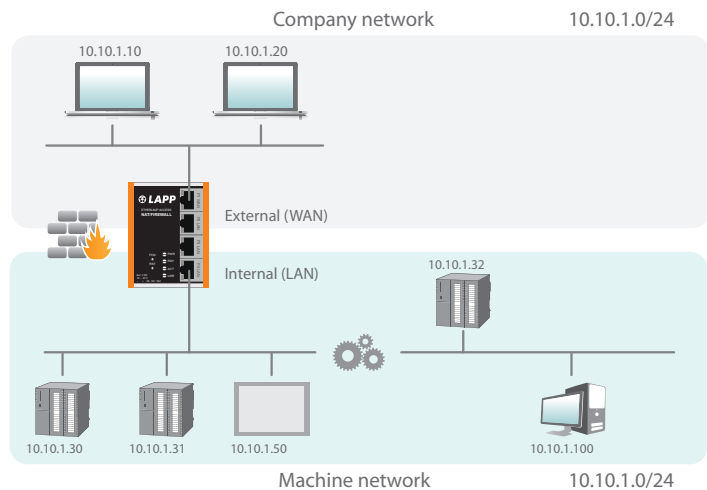 Company network 10.10.1.0/24
10.10.1.10 10.10.1.20
LAPP
ETHERLINE ACCESS
NAT/FIREWALL
External (WAN)
Internal (LAN)
10.10.1.32
10.10.1.30 10.10.1.31 10.10.1.50 10.10.1.100
Machine network 10.10.1.0/24